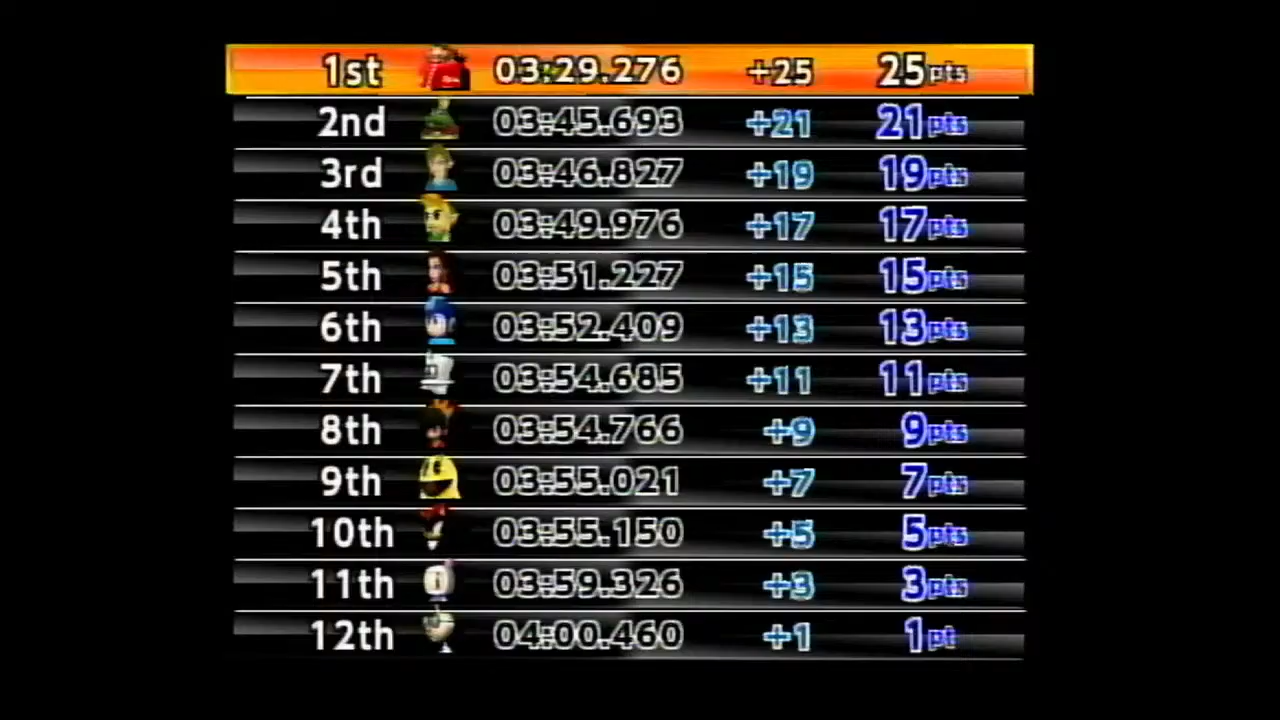 1st 03:29.276 +25 25pts
2nd 03:45.693 +21 21pts
3rd 03:46.827 +19 19pts
4th 03:49.976 +17 17pts
5th 03:51.227 +15 15pts
6th 03:52.409 +13 13pts
7th 03:54.685 +11 11pts
8th 03:54.766 +9 9pts
9th 03:55.021 +7 7pts
10th 03:55.150 +5 5pts
11th 03:59.326 +3 3pts
12th 04:00.460 +1 1pt